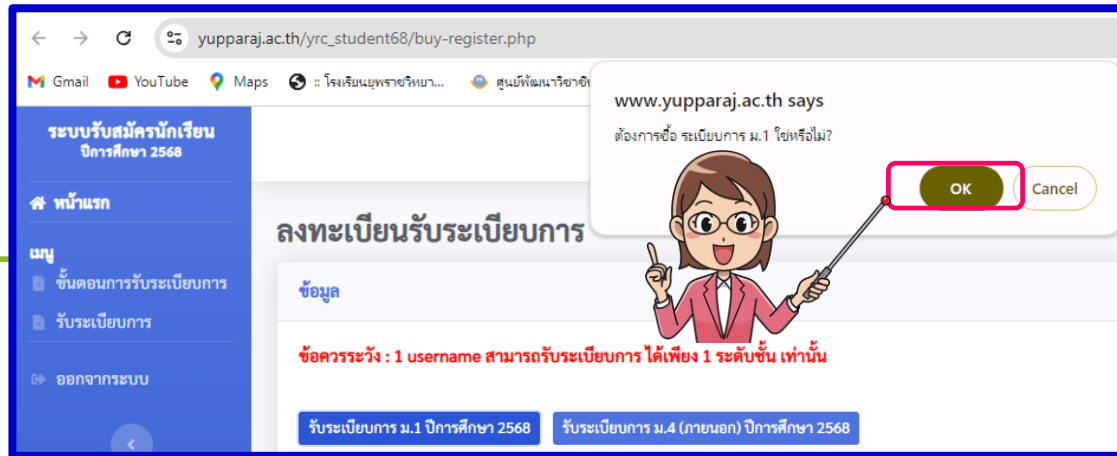 yupparaj.ac.th/yrc_student68/buy-register.php
Gmail YouTube Maps :: โรงเรียนยุพราชวิทยา... ศูนย์พัฒนาวิชาชี
www.yupparaj.ac.th says
ต้องการซื้อ ระเบียบการ ม.1 ใช่หรือไม่?
OK Cancel
ระบบรับสมัครนักเรียน
ปีการศึกษา 2568
หน้าแรก
เมนู
ขั้นตอนการรับระเบียบการ
รับระเบียบการ
ออกจากระบบ
ลงทะเบียนรับระเบียบการ
ข้อมูล
ข้อควรระวัง : 1 username สามารถรับระเบียบการ ได้เพียง 1 ระดับชั้น เท่านั้น
รับระเบียบการ ม.1 ปีการศึกษา 2568 รับระเบียบการ ม.4 (ภายนอก) ปีการศึกษา 2568